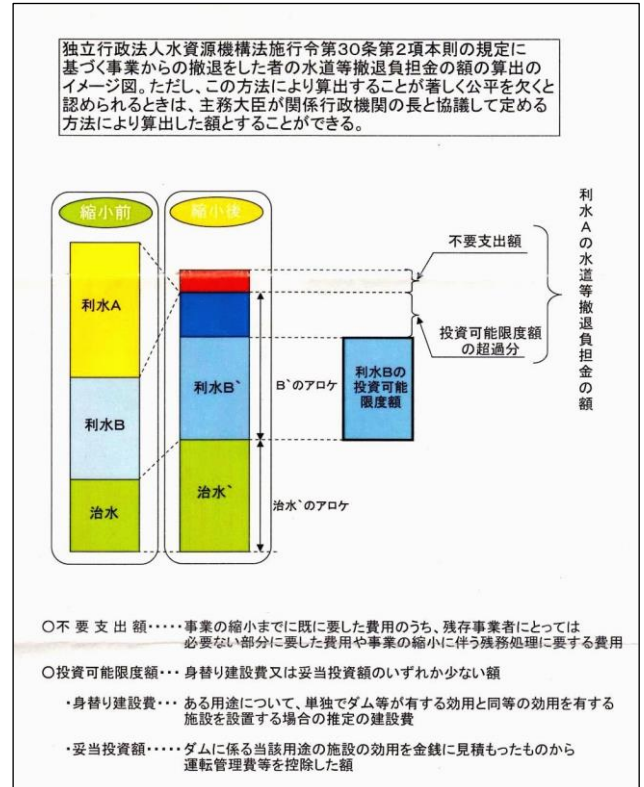 独立行政法人水資源機構法施行令第30条第2項本則の規定に
基づく事業からの撤退をした者の水道等撤退負担金の額の算出の
イメージ図。ただし、この方法により算出することが著しく公平を欠くと
認められるときは、主務大臣が関係行政機関の長と協議して定める
方法により算出した額とすることができる。
縮小前
縮小後
利水A
利水B
治水
利水B`
治水`
B`のアロケ
治水`のアロケ
利水Bの
投資可能
限度額
不要支出額
投資可能限度額
の超過分
利水Aの水道等撤退負担金の額
○不要支出額・・・・・事業の縮小までに既に要した費用のうち、残存事業者にとっては
必要ない部分に要した費用や事業の縮小に伴う残務処理に要する費用
○投資可能限度額・・・身替り建設費又は妥当投資額のいずれか少ない額
・身替り建設費・・・ある用途について、単独でダム等が有する効用と同等の効用を有する
施設を設置する場合の推定の建設費
・妥当投資額・・・・・ダムに係る当該用途の施設の効用を金銭に見積もったものから
運転管理費等を控除した額